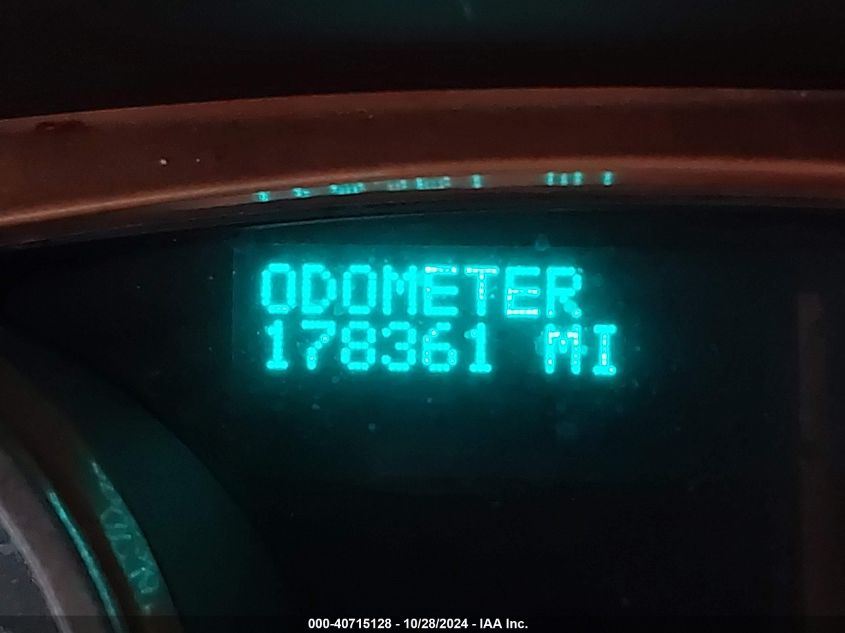 ODOMETER
178361 MI
000-40715128 - 10/28/2024 - IAA Inc.